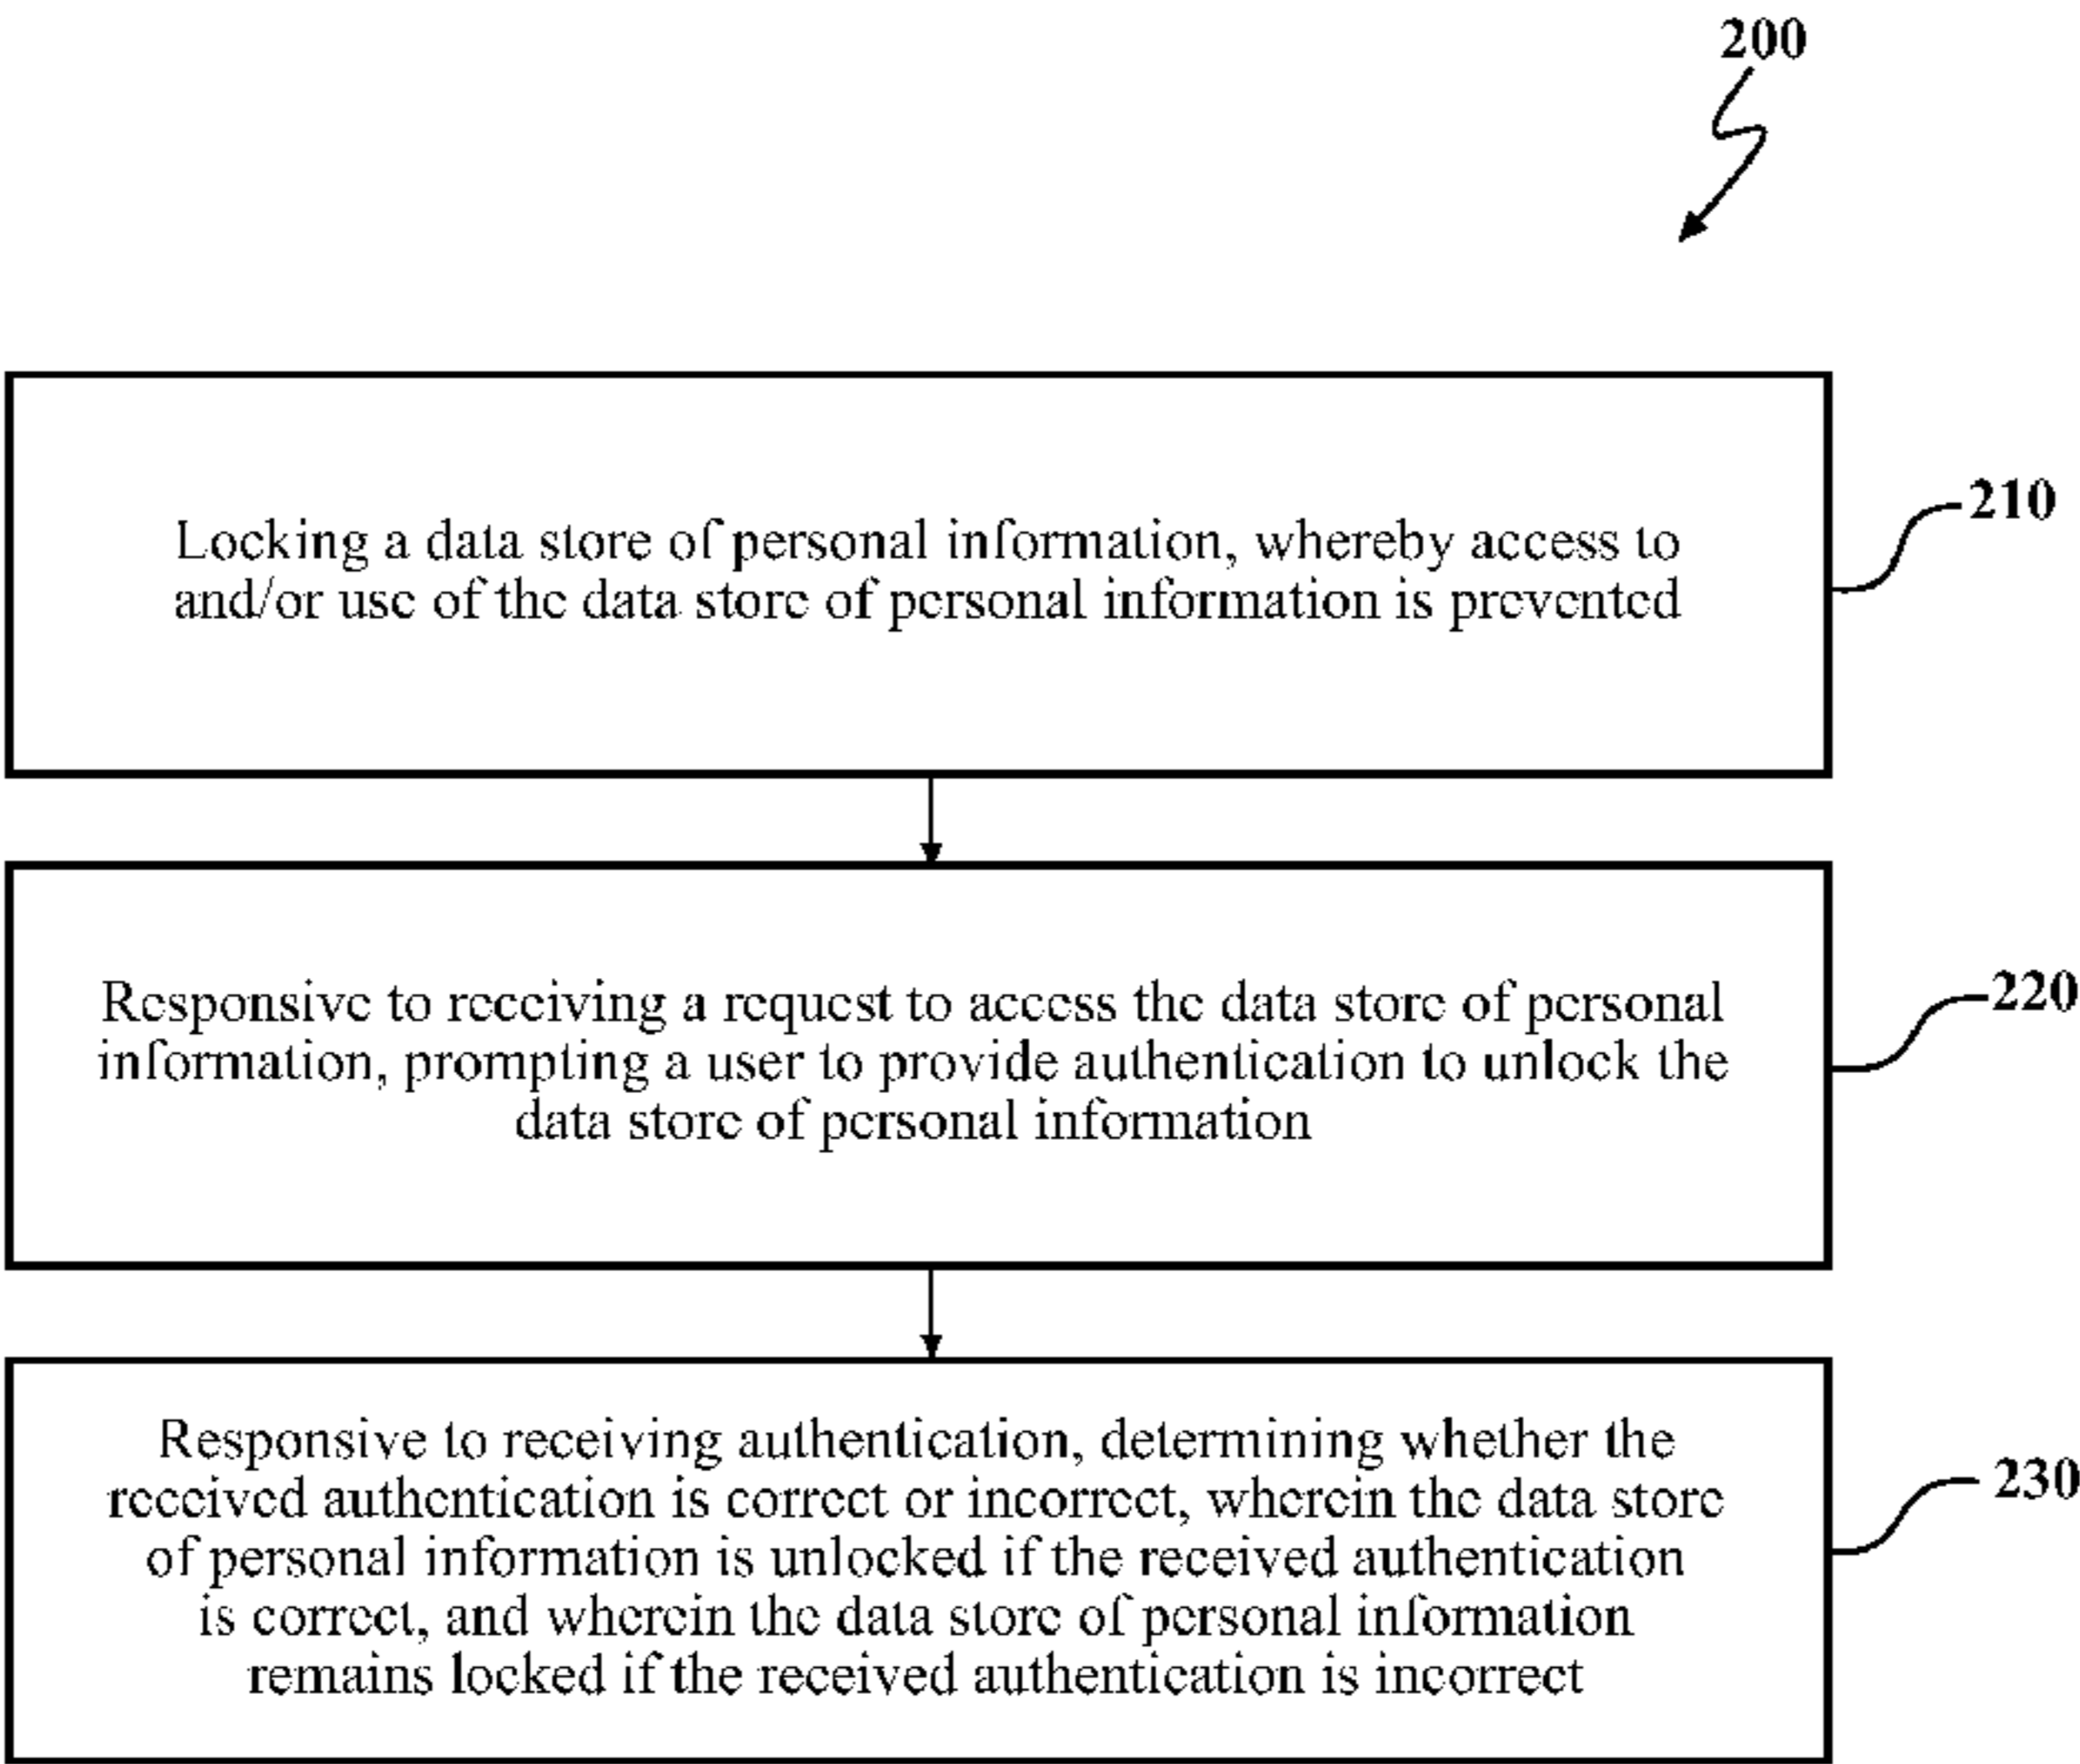 200
Locking a data store of personal information, whereby access to
and/or use of the data store of personal information is prevented
210
Responsive to receiving a request to access the data store of personal
information, prompting a user to provide authentication to unlock the
data store of personal information
220
Responsive to receiving authentication, determining whether the
received authentication is correct or incorrect, wherein the data store
of personal information is unlocked if the received authentication
is correct, and wherein the data store of personal information
remains locked if the received authentication is incorrect
230